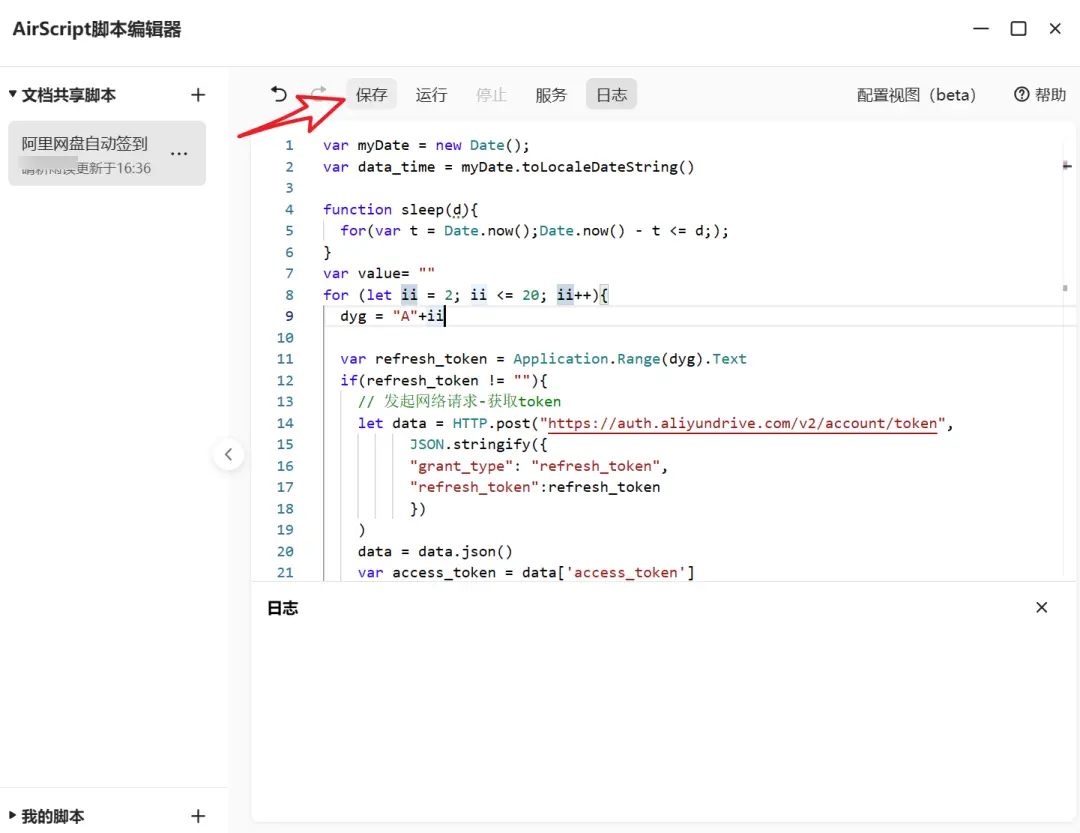 AirScript脚本编辑器
文档共享脚本
保存 运行 停止 服务 日志 配置视图（beta） 帮助
阿里网盘自动签到
更新于16:36
1 var myDate = new Date();
2 var data_time = myDate.toLocaleDateString()
3
4 function sleep(d){
5 for(var t = Date.now();Date.now() - t <= d;);
6 }
7 var value= ""
8 for (let ii = 2; ii <= 20; ii++){
9 dyg = "A"+ii
10
11 var refresh_token = Application.Range(dyg).Text
12 if(refresh_token != ""){
13 // 发起网络请求-获取token
14 let data = HTTP.post("https://auth.aliyundrive.com/v2/account/token",
15 JSON.stringify({
16 "grant_type": "refresh_token",
17 "refresh_token":refresh_token
18 })
19 )
20 data = data.json()
21 var access_token = data['access_token']
日志
我的脚本